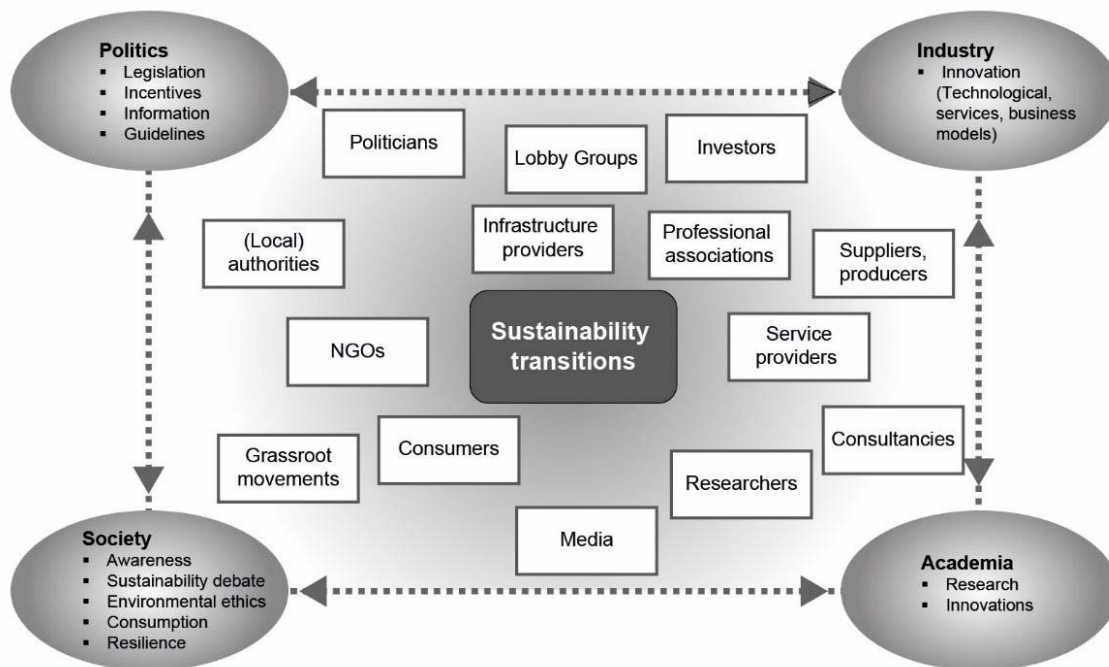 Politics
▪ Legislation
▪ Incentives
▪ Information
▪ Guidelines
Industry
▪ Innovation
(Technological,
services, business
models)
Politicians
Lobby Groups
Investors
(Local)
authorities
Infrastructure
providers
Professional
associations
Suppliers,
producers
Sustainability
transitions
NGOs
Service
providers
Grassroot
movements
Consumers
Consultancies
Researchers
Media
Society
▪ Awareness
▪ Sustainability debate
▪ Environmental ethics
▪ Consumption
▪ Resilience
Academia
▪ Research
▪ Innovations